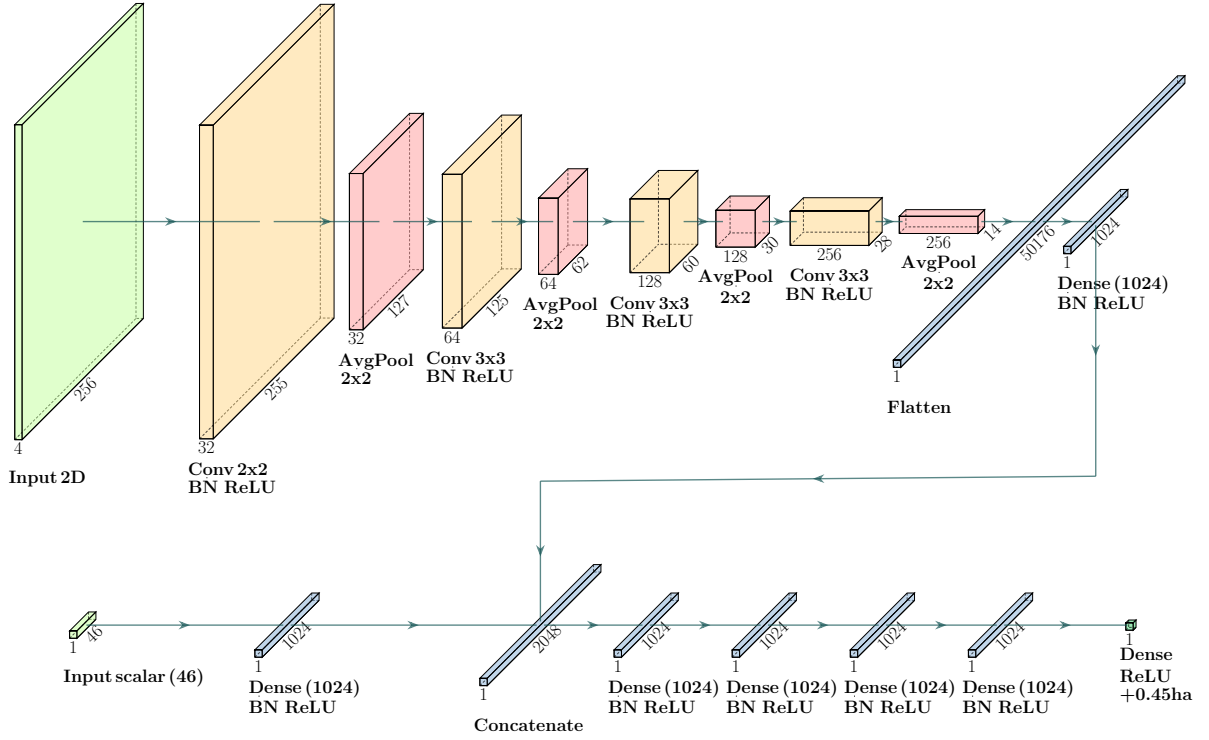 4
256
Input 2D
32
255
Conv 2x2
BN ReLU
32
127
AvgPool
2x2
64
125
Conv 3x3
BN ReLU
64
62
AvgPool
2x2
128
60
Conv 3x3
BN ReLU
128
30
AvgPool
2x2
256
28
Conv 3x3
BN ReLU
256
14
AvgPool
2x2
1
50176
Flatten
1
1024
Dense (1024)
BN ReLU
1
46
Input scalar (46)
1
1024
Dense (1024)
BN ReLU
1
2048
Concatenate
1
1024
Dense (1024)
BN ReLU
1
1024
Dense (1024)
BN ReLU
1
1024
Dense (1024)
BN ReLU
1
1024
Dense (1024)
BN ReLU
1
Dense
ReLU
+0.45ha